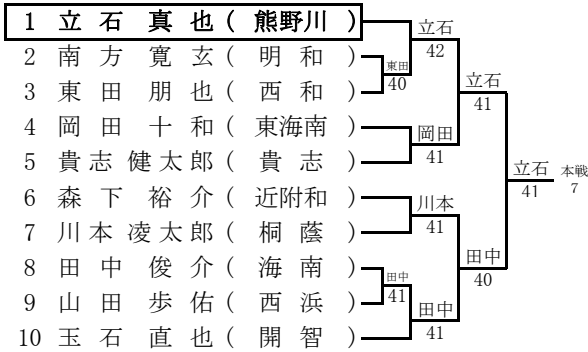 1 立石 真也 ( 熊野川 )
2 南方 寛玄 ( 明和 )
3 東田 朋也 ( 西和 )
4 岡田 十和 ( 東海南 )
5 貴志 健太郎 ( 貴志 )
6 森下 裕介 ( 近附和 )
7 川本 凌太郎 ( 桐蔭 )
8 田中 俊介 ( 海南 )
9 山田 歩佑 ( 西浜 )
10 玉石 直也 ( 開智 )
東田
40
田中
41
立石
42
岡田
41
川本
41
田中
41
立石
41
田中
40
立石
41
本戦
7